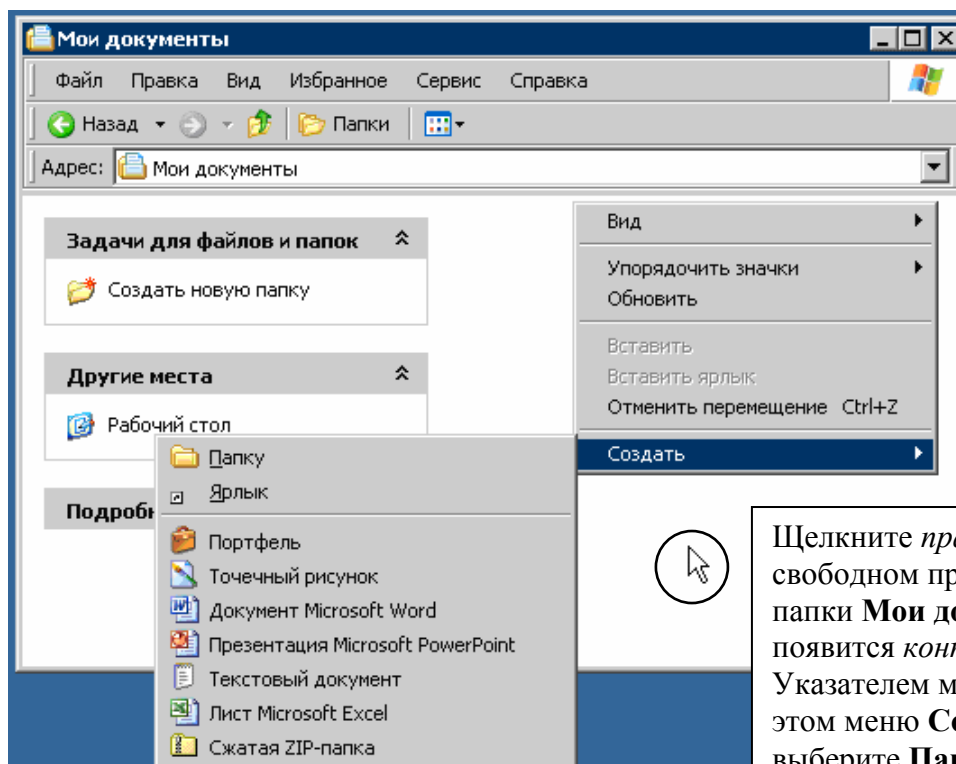 Мои документы
Файл Правка Вид Избранное Сервис Справка
Назад Папки
Адрес: Мои документы
Задачи для файлов и папок
Создать новую папку
Другие места
Рабочий стол
Вид
Упорядочить значки
Обновить
Вставить
Вставить ярлык
Отменить перемещение Ctrl+Z
Создать
Папку
Ярлык
Портфель
Точечный рисунок
Документ Microsoft Word
Презентация Microsoft PowerPoint
Текстовый документ
Лист Microsoft Excel
Сжатая ZIP-папка
Щелкните
свободном
папки Мои
появится
Указателем
этом меню
выберите